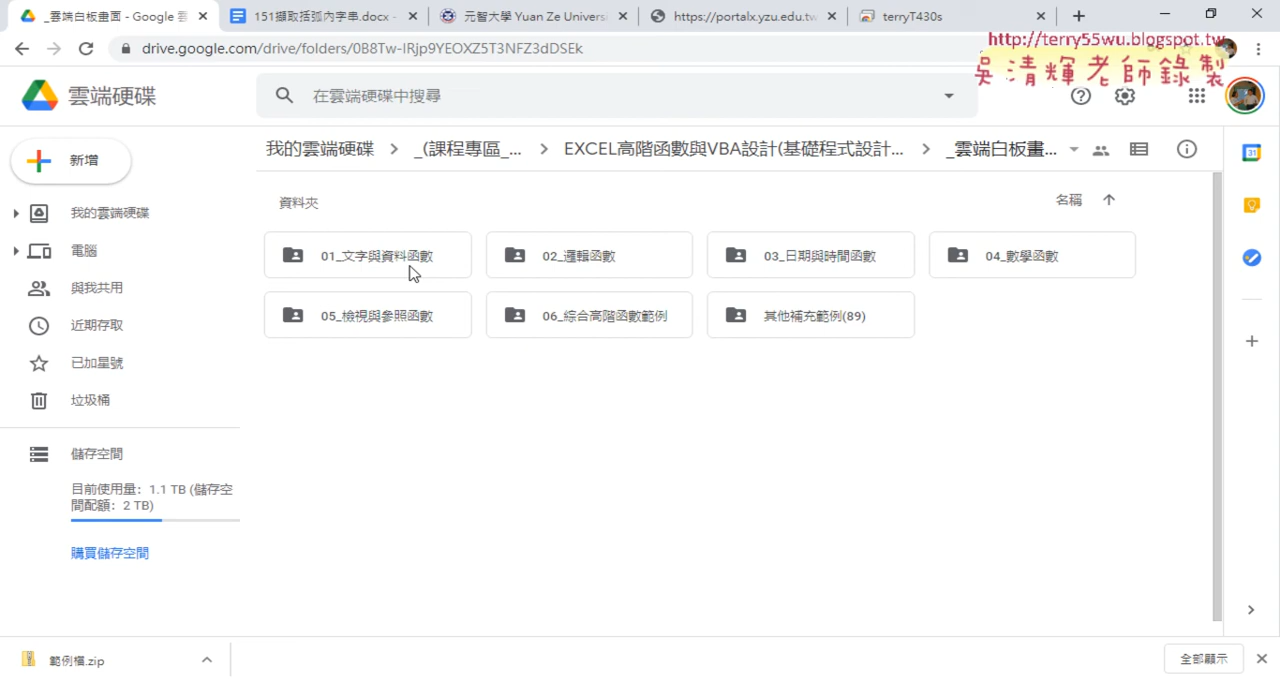 _雲端白板畫面 - Google 雲
151擷取括弧內字串.docx -
元智大學 Yuan Ze Univers
https://portalx.yzu.edu.tw
terryT430s
drive.google.com/drive/folders/0B8Tw-IRjp9YEOXZ5T3NFZ3dDSEk
http://terry55wu.blogspot.tw
吳清輝老師錄製
雲端硬碟
在雲端硬碟中搜尋
新增
我的雲端硬碟 > _(課程專區_... > EXCEL高階函數與VBA設計(基礎程式設計... > _雲端白板畫...
資料夾
名稱
01_文字與資料函數
02_邏輯函數
03_日期與時間函數
04_數學函數
05_檢視與參照函數
06_綜合高階函數範例
其他補充範例(89)
我的雲端硬碟
電腦
與我共用
近期存取
已加星號
垃圾桶
儲存空間
目前使用量：1.1 TB (儲存空
間配額：2 TB)
購買儲存空間
31
範例檔.zip
全部顯示